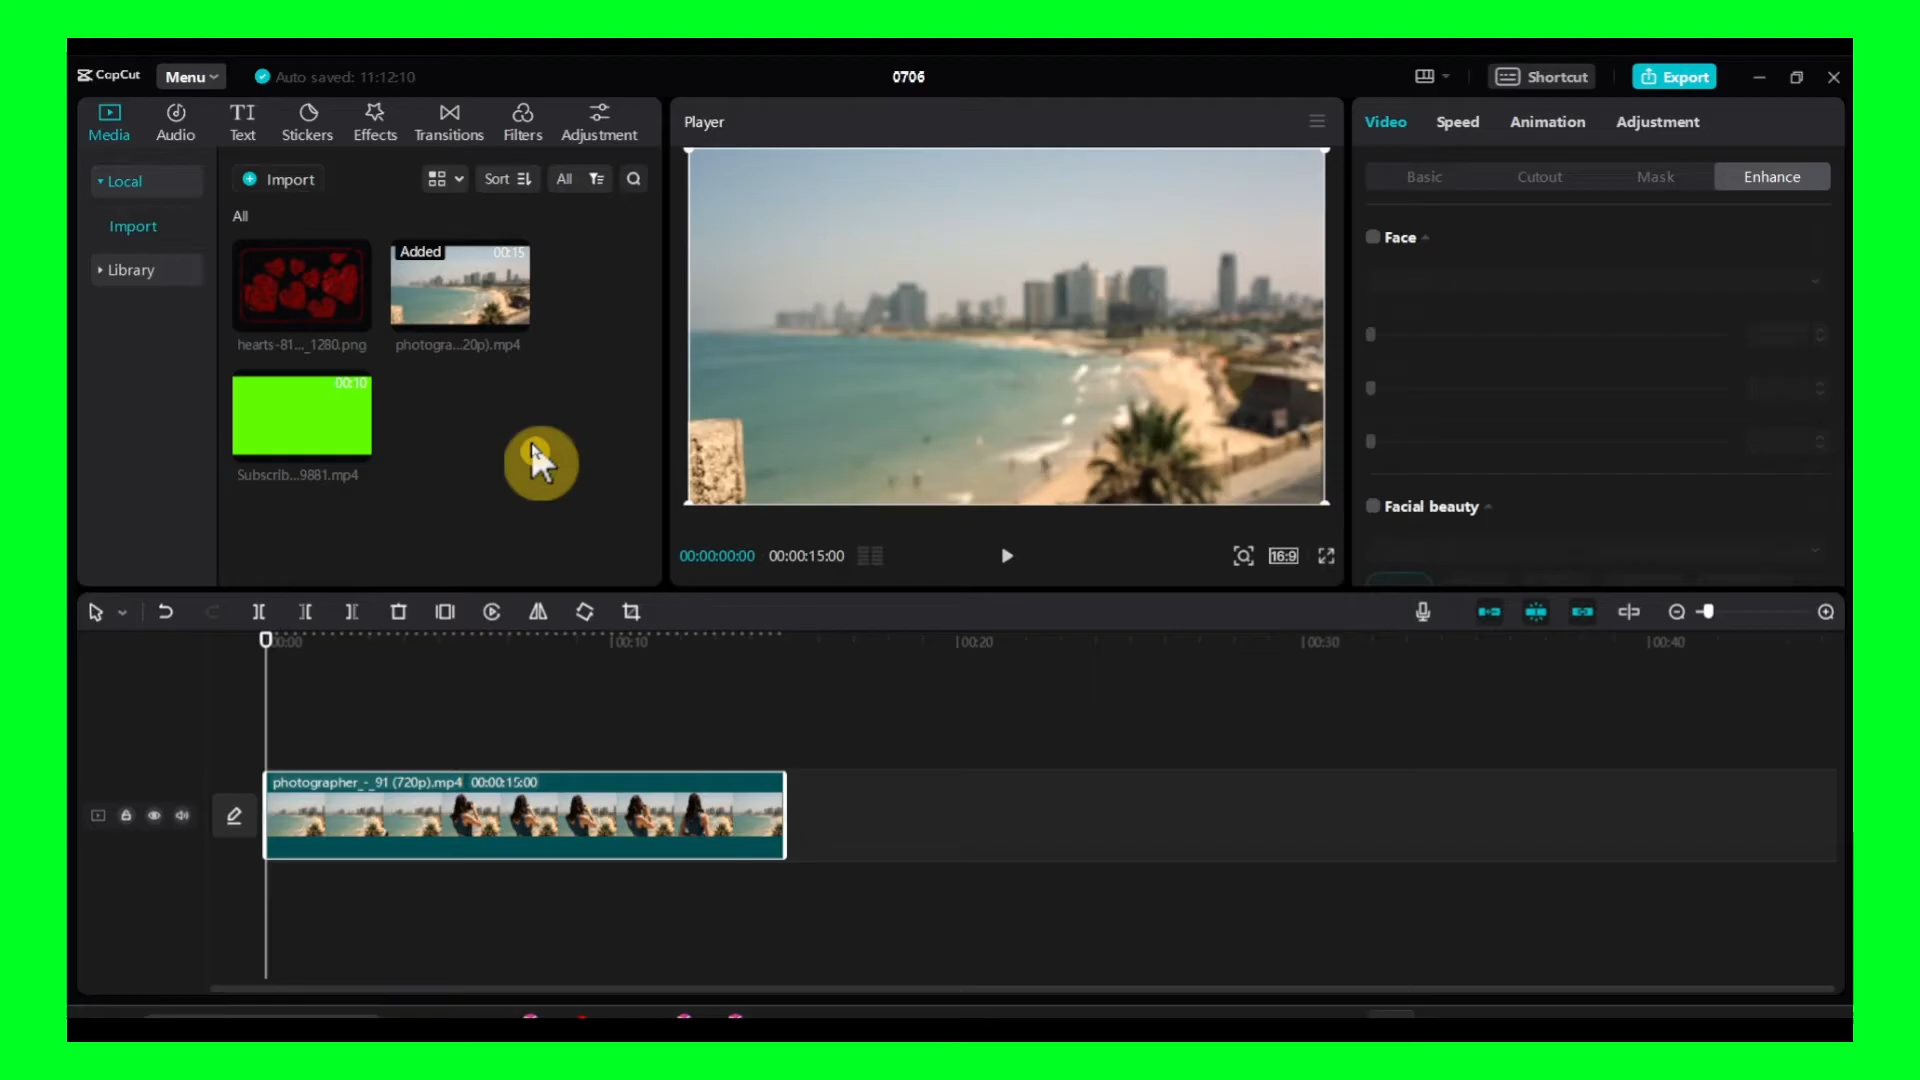 CapCut
Menu
Auto saved: 11:12:10
0706
Shortcut
Export
Media
Audio
TI
Text
Stickers
Effects
Transitions
Filters
Adjustment
Player
Video
Speed
Animation
Adjustment
Local
Import
Library
Import
Sort
All
All
Added
00:15
hearts-81..._1280.png
photogra...20p).mp4
00:10
Subscrib...9881.mp4
Basic
Cutout
Mask
Enhance
Face
Facial beauty
00:00:00:00
00:00:15:00
16:9
00:00
00:10
00:20
00:30
00:40
photographer_-_91 (720p).mp4 00:00:15:00